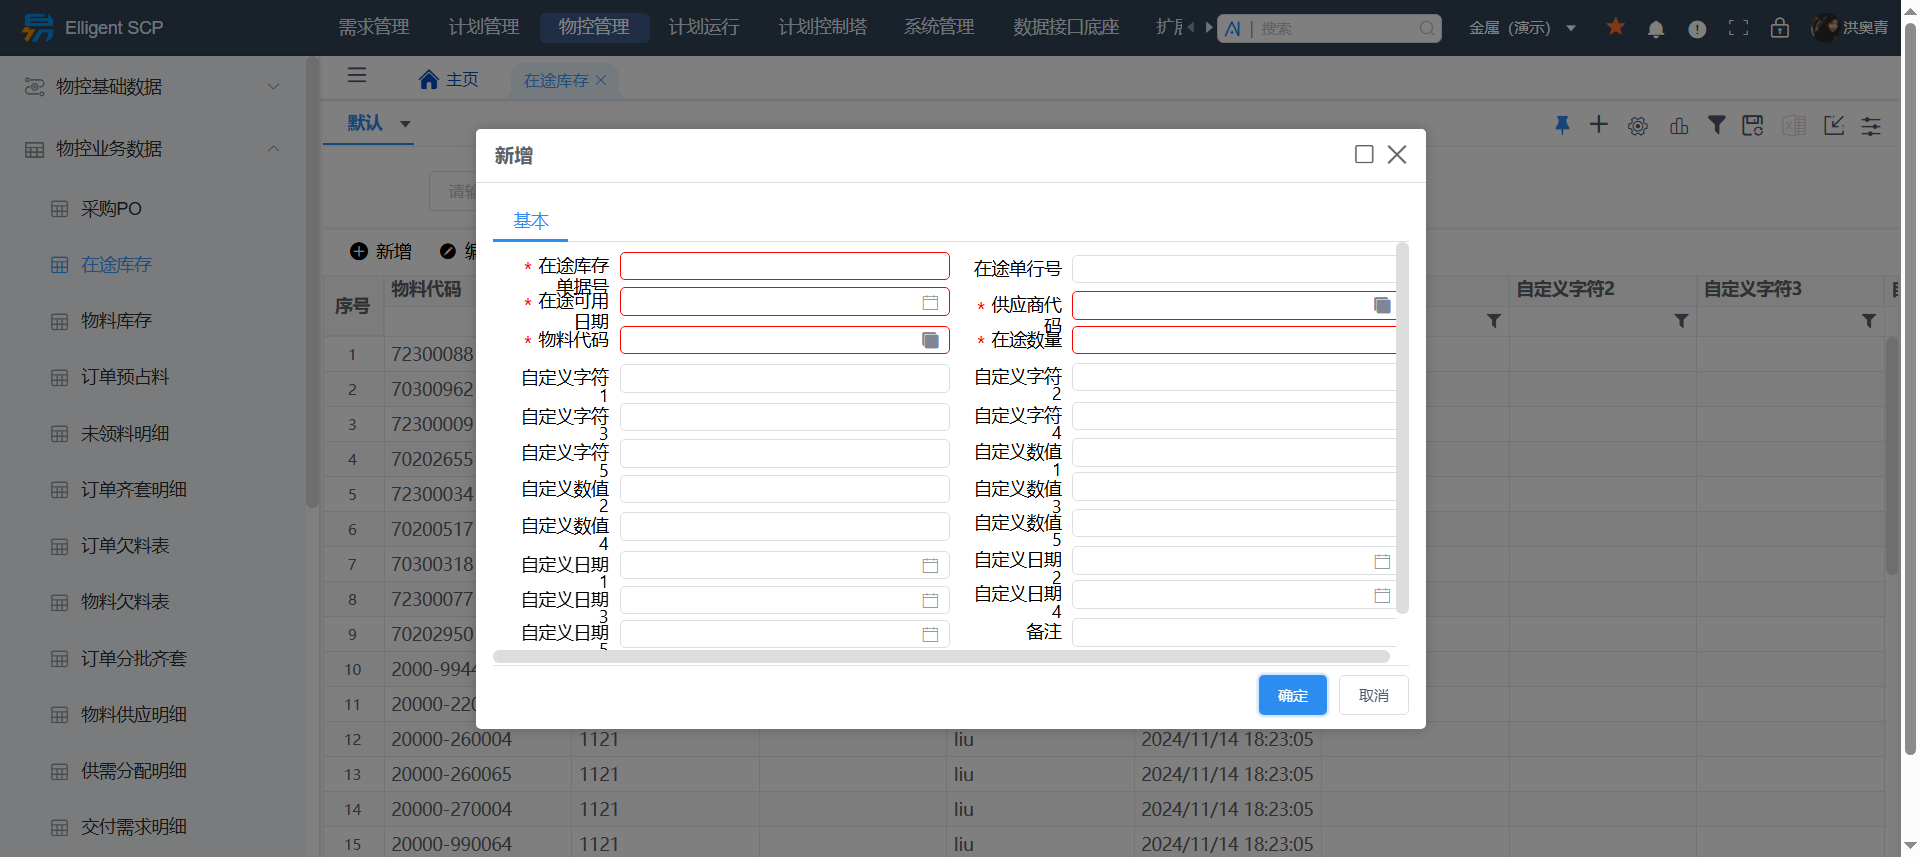 Elligent SCP
需求管理 计划管理 物控管理 计划运行 计划控制塔 系统管理 数据接口底座
搜索
金属（演示）
洪奥青
物控基础数据
物控业务数据
采购PO
在途库存
物料库存
订单预占料
未领料明细
订单齐套明细
订单欠料表
物料欠料表
订单分批齐套
物料供应明细
供需分配明细
交付需求明细
主页
在途库存
默认
新增
序号
物料代码
自定义字符2
自定义字符3
1 72300088
2 70300962
3 72300009
4 70202655
5 72300034
6 70200517
7 70300318
8 72300077
9 70202950
10 2000-994
11 20000-220
12 20000-260004 1121 liu 2024/11/14 18:23:05
13 20000-260065 1121 liu 2024/11/14 18:23:05
14 20000-270004 1121 liu 2024/11/14 18:23:05
15 20000-990064 1121 liu 2024/11/14 18:23:05
新增
基本
* 在途库存单据号
在途单行号
* 在途可用日期
* 供应商代码
* 物料代码
* 在途数量
自定义字符1
自定义字符2
自定义字符3
自定义字符4
自定义字符5
自定义数值1
自定义数值2
自定义数值3
自定义数值4
自定义数值5
自定义日期1
自定义日期2
自定义日期3
自定义日期4
自定义日期5
备注
确定
取消